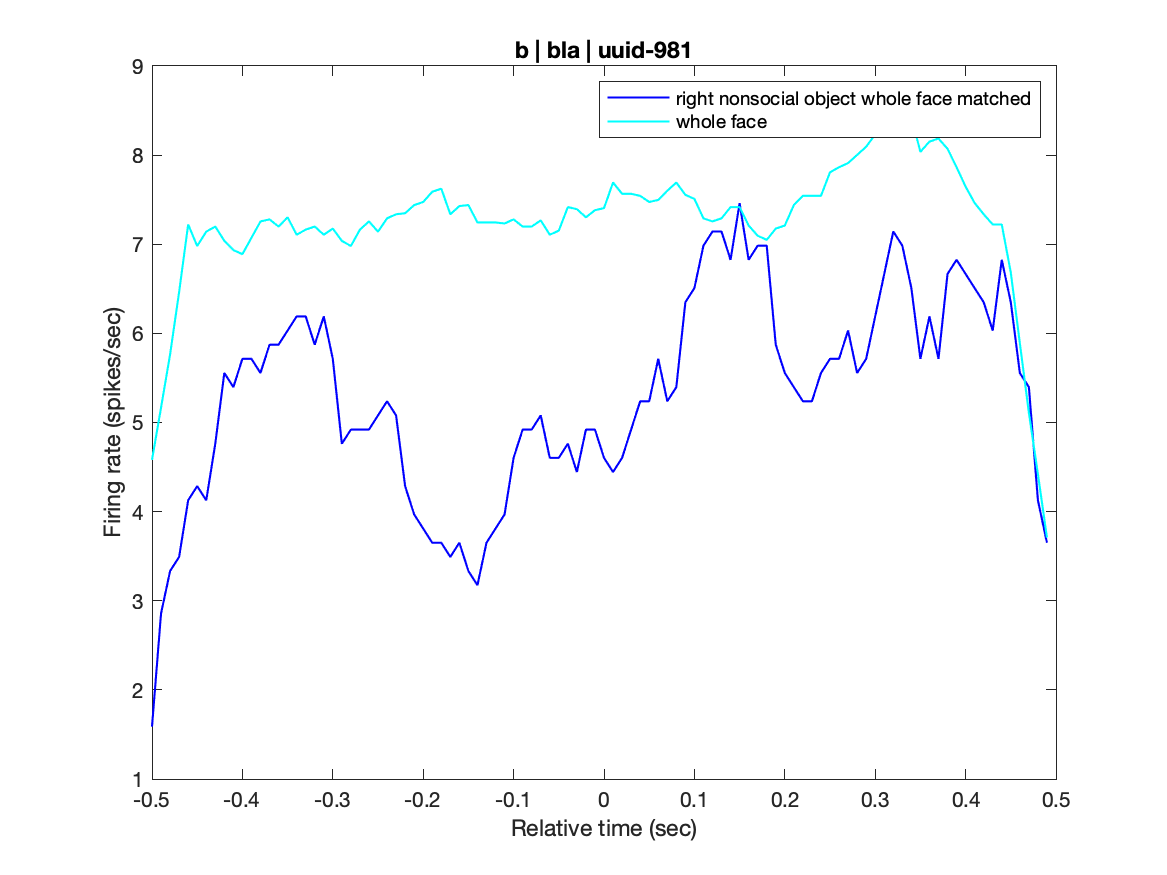 b | bla | uuid-981
right nonsocial object whole face matched
whole face
Firing rate (spikes/sec)
9
8
7
6
5
4
3
2
1
-0.5 -0.4 -0.3 -0.2 -0.1 0 0.1 0.2 0.3 0.4 0.5
Relative time (sec)